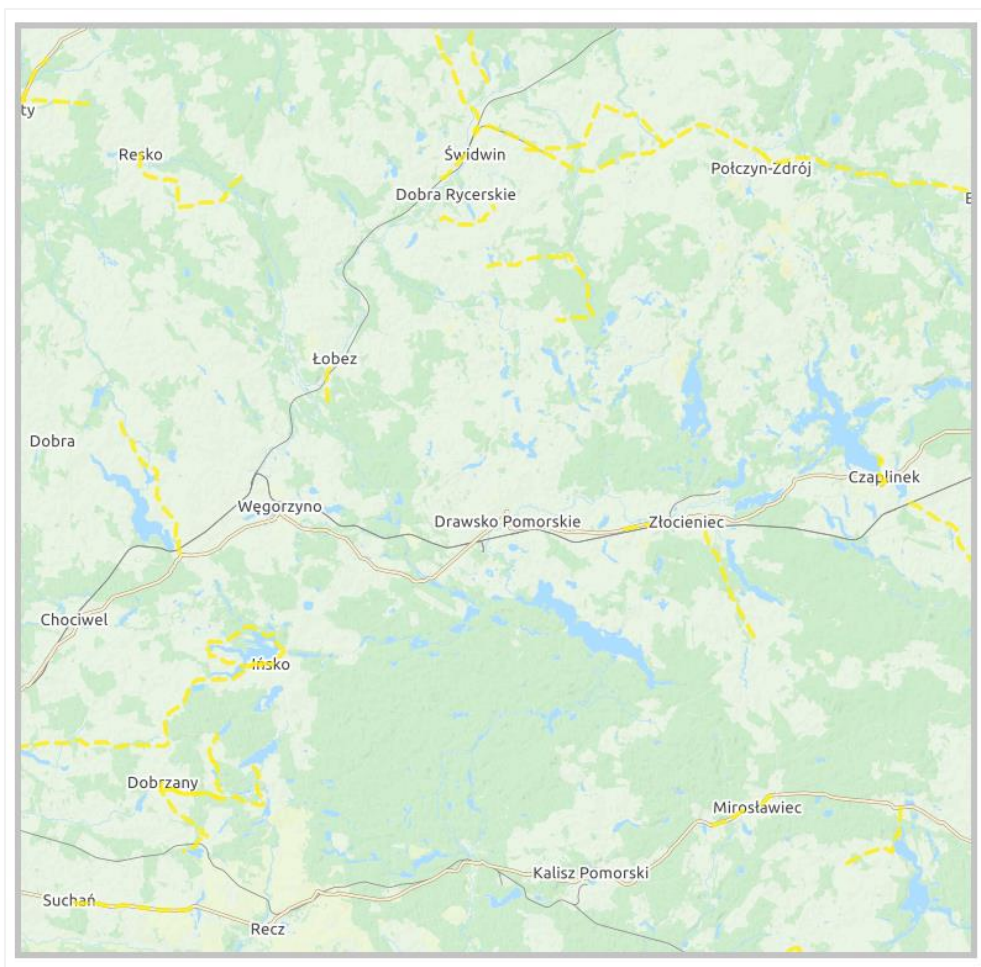 ty
Resko
Świdwin
Połczyn-Zdrój
Dobra Rycerskie
Łobez
Dobra
Czaplinek
Węgorzyno
Drawsko Pomorskie
Złocieniec
Chociwel
Ińsko
Dobrzany
Mirosławiec
Kalisz Pomorski
Suchań
Recz